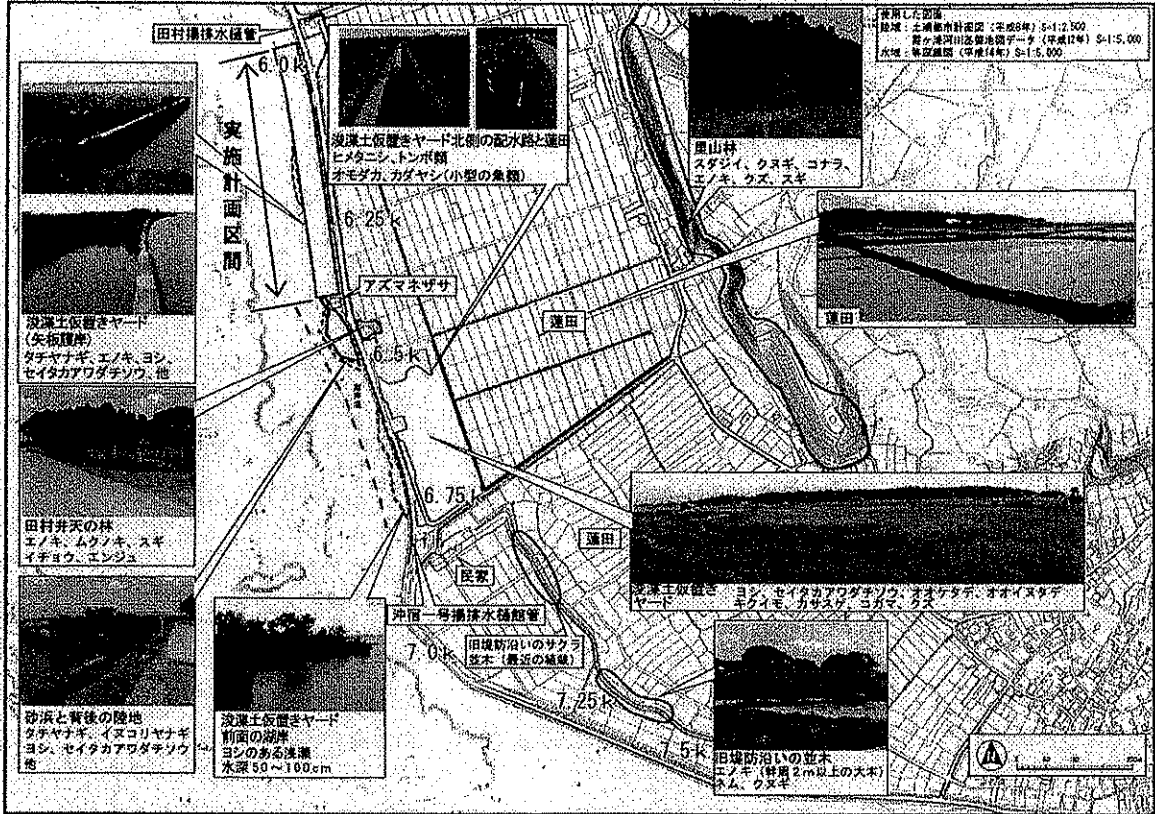 使用した図面
陸域：土浦都市計画図（平成8年）S=1:2,500
霞ヶ浦河川基盤地図データ（平成12年）S=1:5,000
水域：等深線図（平成14年）S=1:5,000
田村揚排水樋管
6.0k
実施計画区間
浚渫土仮置きヤード北側の配水路と蓮田
ヒメタニシ、トンボ類
オモダカ、カダヤシ（小型の魚類）
里山林
スダジイ、クヌギ、コナラ、
エノキ、クズ、スギ
6.25k
アズマネザサ
蓮田
蓮田
浚渫土仮置きヤード
（矢板護岸）
タチヤナギ、エノキ、ヨシ、
セイタカアワダチソウ、他
6.5k
田村弁天の林
エノキ、ムクノキ、スギ
イチョウ、エンジュ
6.75k
蓮田
浚渫土仮置き
ヤード
ヨシ、セイタカアワダチソウ、オオケタデ、オオイヌタデ
キクイモ、カサスゲ、コガマ、クズ
民家
沖宿一号揚排水樋館管
7.0k
旧堤防沿いのサクラ
並木（最近の植栽）
7.25k
7.5k
砂浜と背後の陸地
タチヤナギ、イヌコリヤナギ
ヨシ、セイタカアワダチソウ
他
浚渫土仮置きヤード
前面の湖岸
ヨシのある浅瀬
水深50～100cm
旧堤防沿いの並木
エノキ（幹周2m以上の大木）
ネム、クヌギ